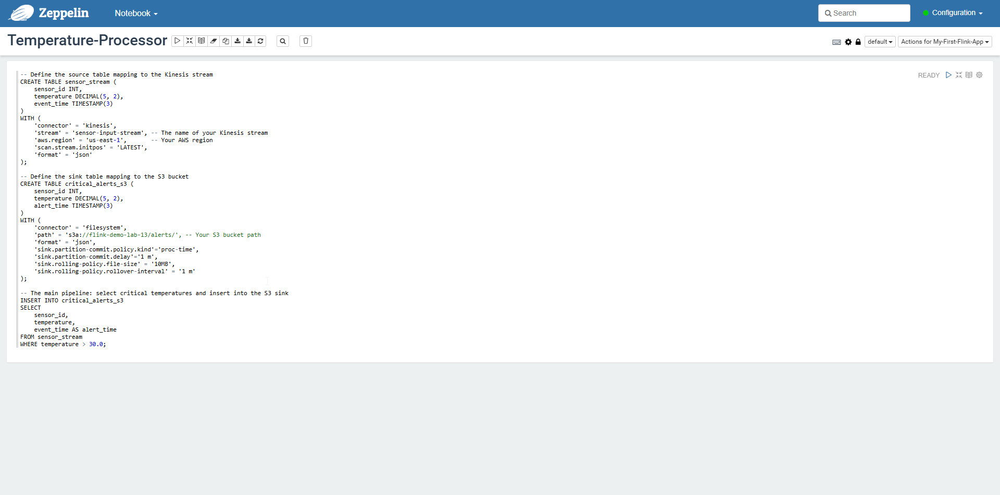 Zeppelin Notebook Search Configuration
Temperature-Processor default Actions for My-First-Flink-App
READY
-- Define the source table mapping to the Kinesis stream
CREATE TABLE sensor_stream (
    sensor_id INT,
    temperature DECIMAL(5, 2),
    event_time TIMESTAMP(3)
)
WITH (
    'connector' = 'kinesis',
    'stream' = 'sensor-input-stream', -- The name of your Kinesis stream
    'aws.region' = 'us-east-1',       -- Your AWS region
    'scan.stream.initpos' = 'LATEST',
    'format' = 'json'
);

-- Define the sink table mapping to the S3 bucket
CREATE TABLE critical_alerts_s3 (
    sensor_id INT,
    temperature DECIMAL(5, 2),
    alert_time TIMESTAMP(3)
)
WITH (
    'connector' = 'filesystem',
    'path' = 's3a://flink-demo-lab-13/alerts/', -- Your S3 bucket path
    'format' = 'json',
    'sink.partition-commit.policy.kind'='proc-time',
    'sink.partition-commit.delay'='1 m',
    'sink.rolling-policy.file-size' = '10MB',
    'sink.rolling-policy.rollover-interval' = '1 m'
);

-- The main pipeline: select critical temperatures and insert into the S3 sink
INSERT INTO critical_alerts_s3
SELECT
    sensor_id,
    temperature,
    event_time AS alert_time
FROM sensor_stream
WHERE temperature > 30.0;